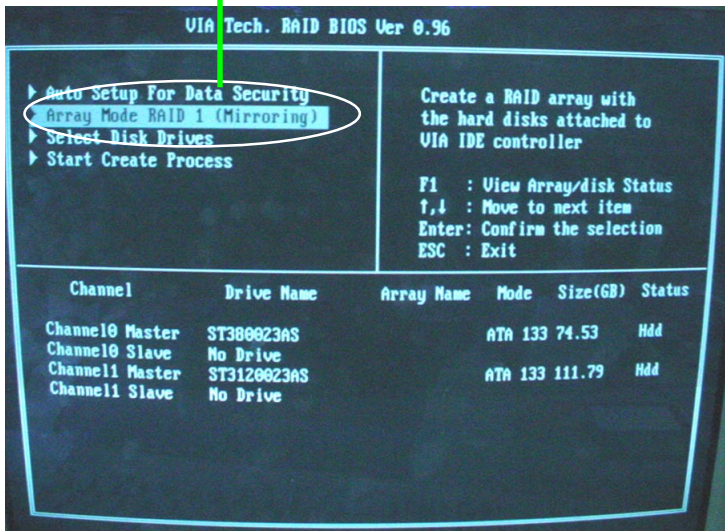 VIA Tech. RAID BIOS Ver 0.96
Auto Setup For Data Security
Array Mode RAID 1 (Mirroring)
Select Disk Drives
Start Create Process
Create a RAID array with
the hard disks attached to
VIA IDE controller
F1 : View Array/disk Status
↑,↓ : Move to next item
Enter: Confirm the selection
ESC : Exit
Channel Drive Name Array Name Mode Size(GB) Status
Channel0 Master ST380023AS ATA 133 74.53 Hdd
Channel0 Slave No Drive
Channel1 Master ST3120023AS ATA 133 111.79 Hdd
Channel1 Slave No Drive